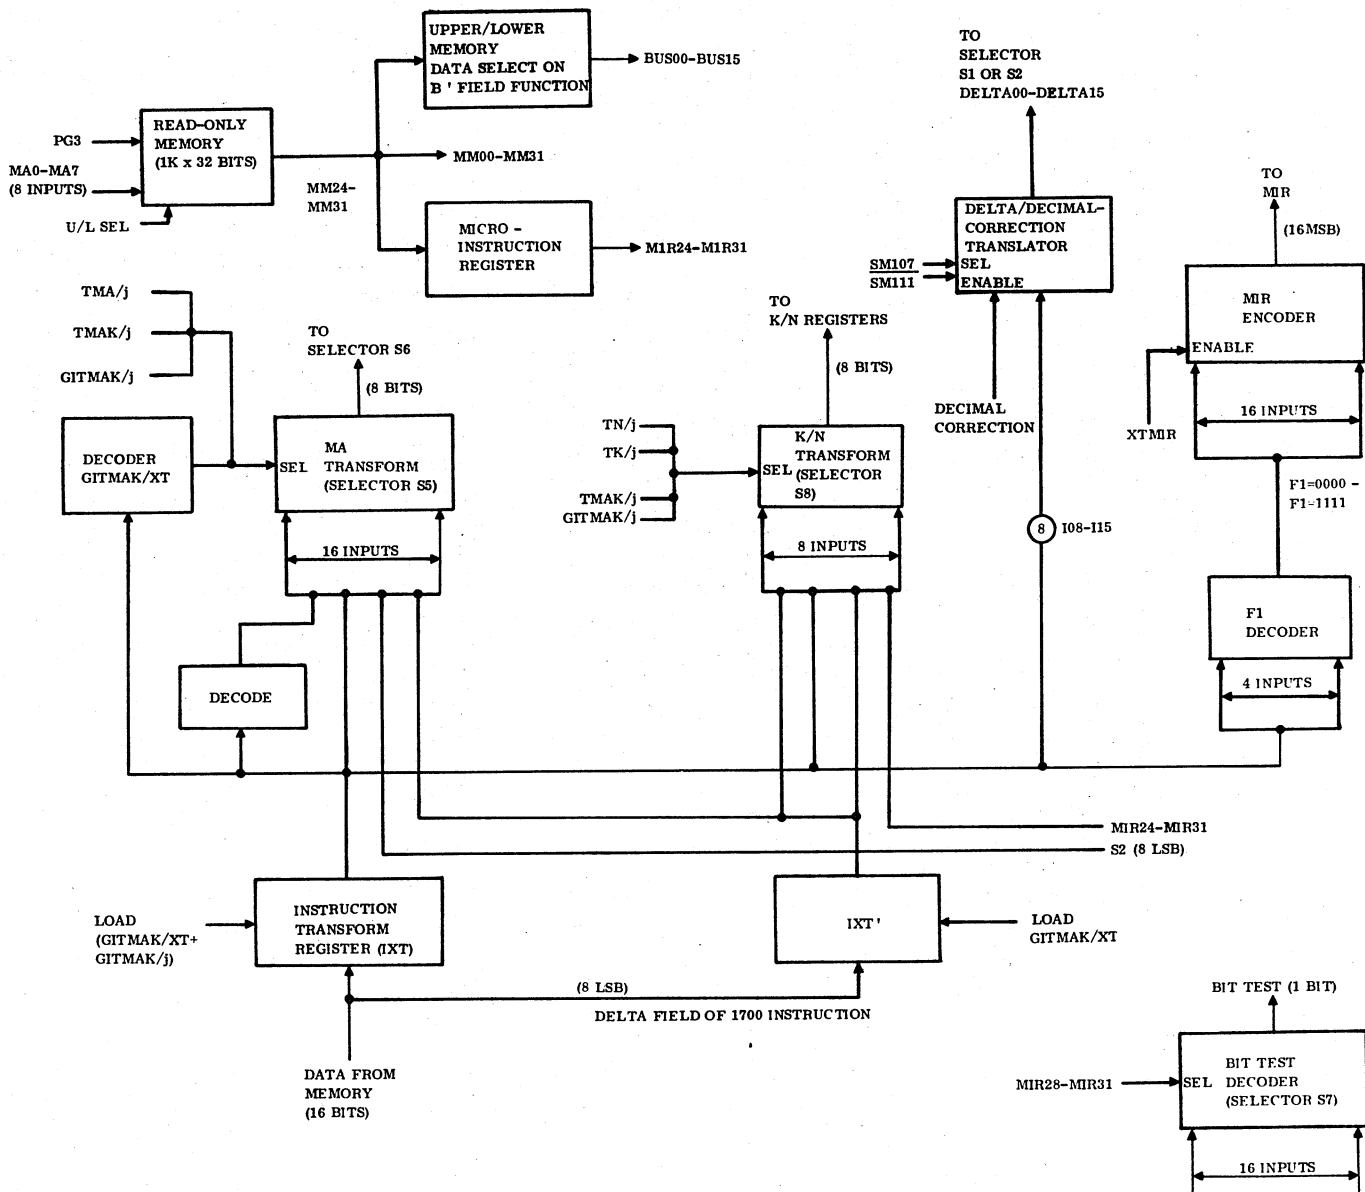 UPPER/LOWER
MEMORY
DATA SELECT ON
B ' FIELD FUNCTION
BUS00-BUS15
TO
SELECTOR
S1 OR S2
DELTA00-DELTA15
READ-ONLY
MEMORY
(1K x 32 BITS)
PG3
MA0-MA7
(8 INPUTS)
U/L SEL
MM00-MM31
MM24-
MM31
MICRO -
INSTRUCTION
REGISTER
M1R24-M1R31
DELTA/DECIMAL-
CORRECTION
TRANSLATOR
SEL
ENABLE
SM107
SM111
TO
MIR
(16MSB)
MIR
ENCODER
ENABLE
XTMIR
16 INPUTS
F1=0000 -
F1=1111
TMA/j
TMAK/j
GITMAK/j
TO
SELECTOR S6
(8 BITS)
TO
K/N REGISTERS
(8 BITS)
DECIMAL
CORRECTION
DECODER
GITMAK/XT
SEL
MA
TRANSFORM
(SELECTOR S5)
16 INPUTS
TN/j
TK/j
TMAK/j
GITMAK/j
SEL
K/N
TRANSFORM
(SELECTOR
S8)
8 INPUTS
8
I08-I15
F1
DECODER
4 INPUTS
DECODE
MIR24-MIR31
S2 (8 LSB)
LOAD
(GITMAK/XT+
GITMAK/j)
INSTRUCTION
TRANSFORM
REGISTER (IXT)
IXT '
LOAD
GITMAK/XT
(8 LSB)
DELTA FIELD OF 1700 INSTRUCTION
DATA FROM
MEMORY
(16 BITS)
BIT TEST (1 BIT)
MIR28-MIR31
SEL
BIT TEST
DECODER
(SELECTOR S7)
16 INPUTS